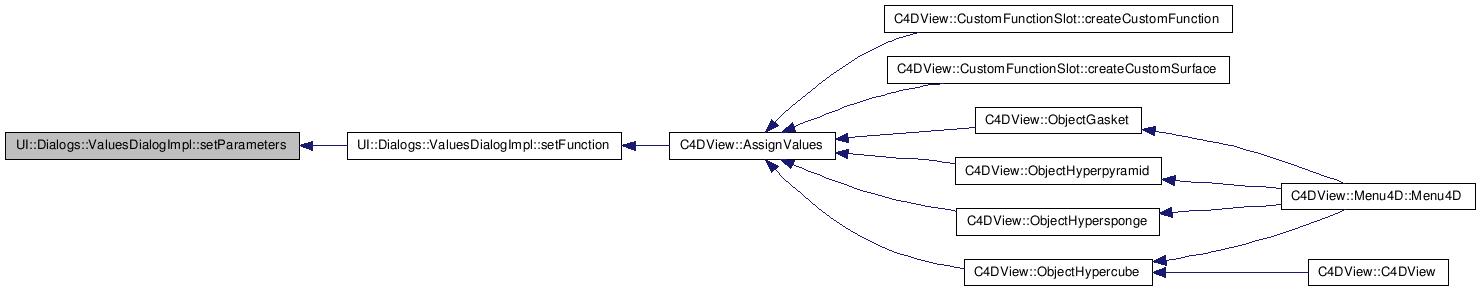 C4DView::CustomFunctionSlot::createCustomFunction
C4DView::CustomFunctionSlot::createCustomSurface
C4DView::ObjectGasket
UI::Dialogs::ValuesDialogImpl::setParameters
UI::Dialogs::ValuesDialogImpl::setFunction
C4DView::AssignValues
C4DView::ObjectHyperpyramid
C4DView::Menu4D::Menu4D
C4DView::ObjectHypersponge
C4DView::ObjectHypercube
C4DView::C4DView